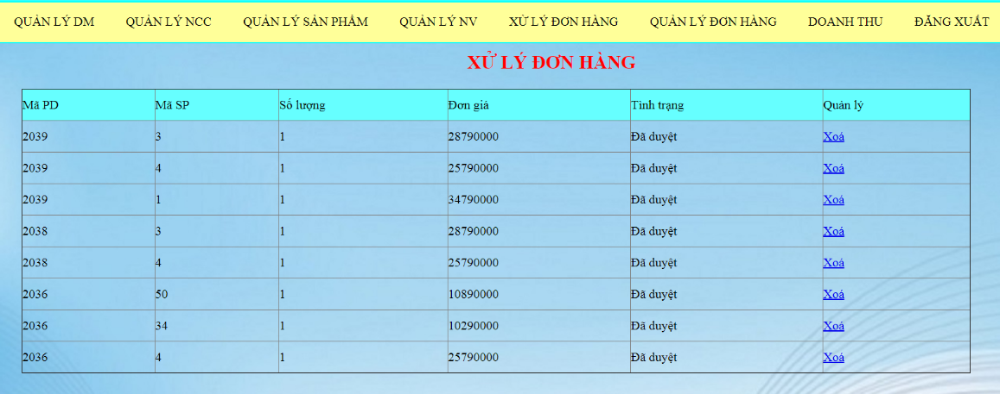 QUẢN LÝ DM QUẢN LÝ NCC QUẢN LÝ SẢN PHẨM QUẢN LÝ NV XỬ LÝ ĐƠN HÀNG QUẢN LÝ ĐƠN HÀNG DOANH THU ĐĂNG XUẤT
XỬ LÝ ĐƠN HÀNG
Mã PD Mã SP Số lượng Đơn giá Tình trạng Quản lý
2039 3 1 28790000 Đã duyệt Xoá
2039 4 1 25790000 Đã duyệt Xoá
2039 1 1 34790000 Đã duyệt Xoá
2038 3 1 28790000 Đã duyệt Xoá
2038 4 1 25790000 Đã duyệt Xoá
2036 50 1 10890000 Đã duyệt Xoá
2036 34 1 10290000 Đã duyệt Xoá
2036 4 1 25790000 Đã duyệt Xoá